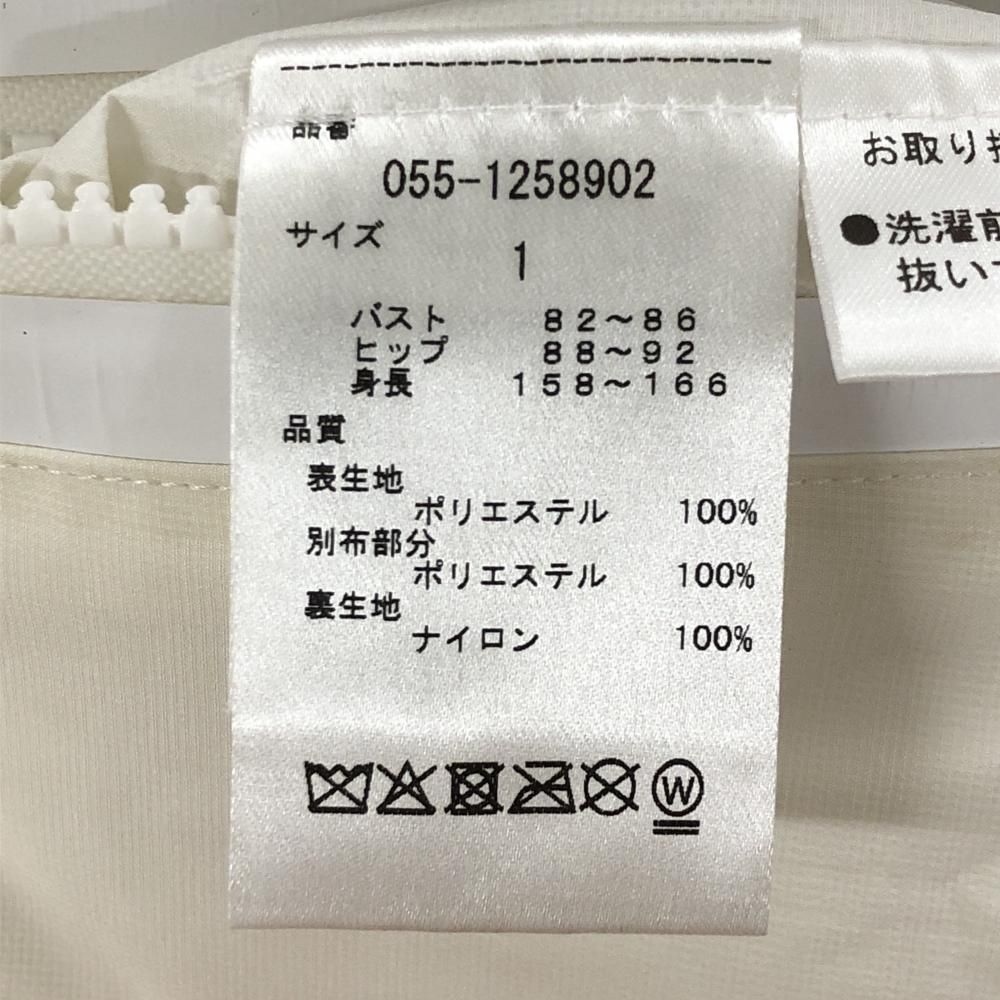 品番
055-1258902
サイズ
1
バスト 82～86
ヒップ 88～92
身長 158～166
品質
表生地
ポリエステル 100%
別布部分
ポリエステル 100%
裏生地
ナイロン 100%
W
お取り扱
●洗濯前
抜いて